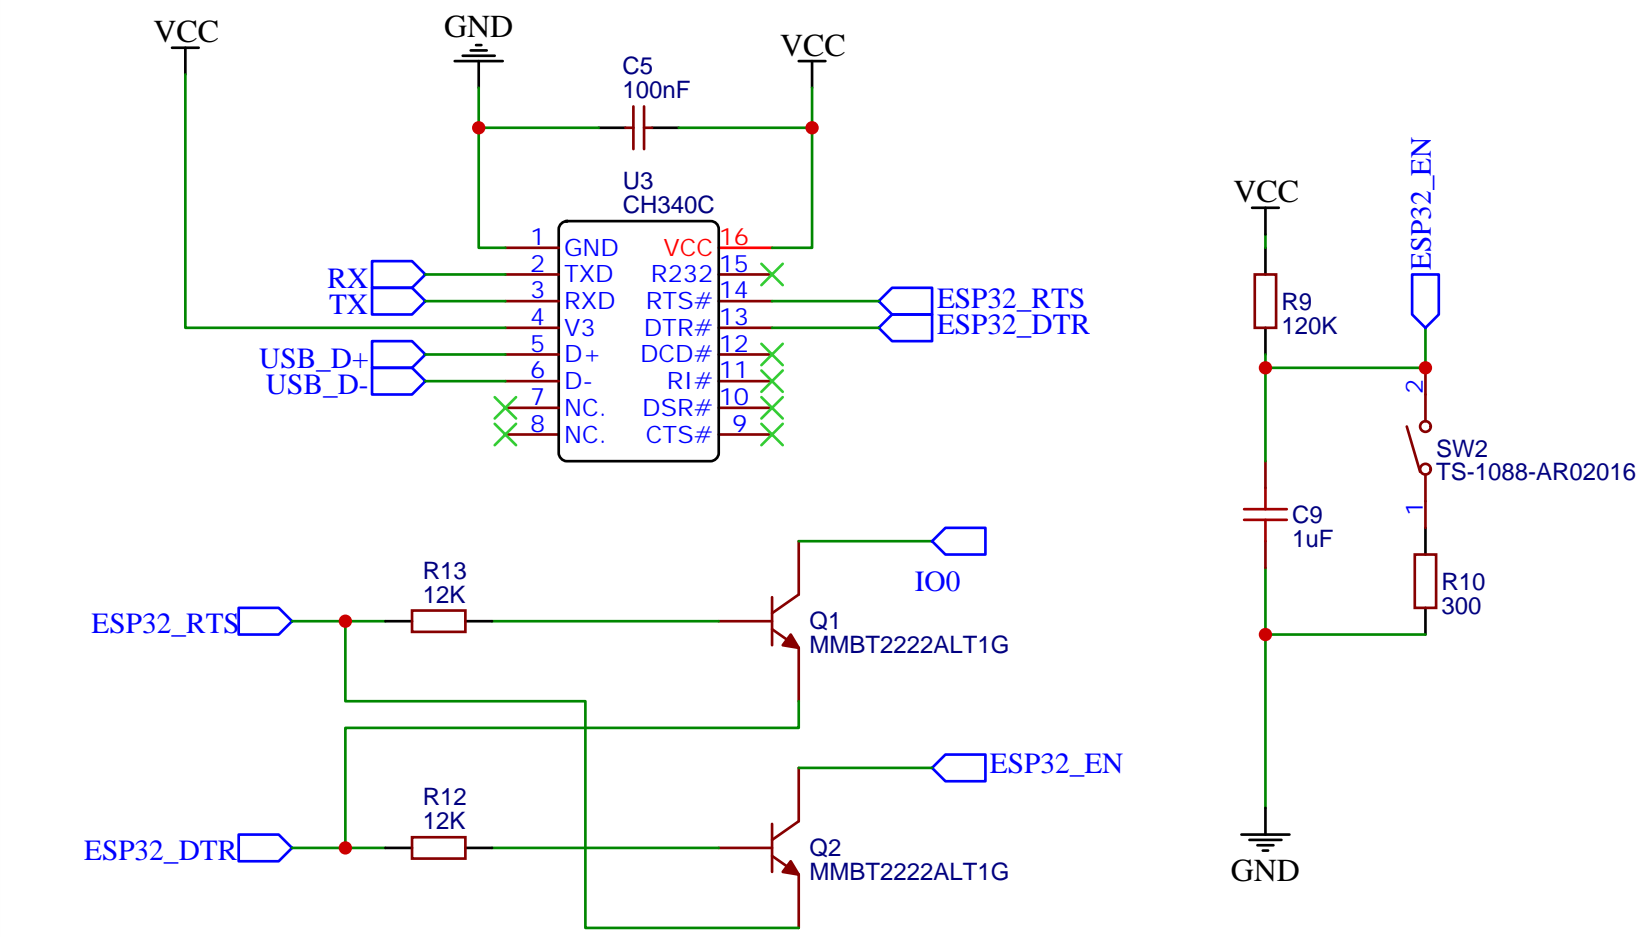 VCC
GND
VCC
C5
100nF
U3
CH340C
1 GND VCC 16
2 TXD R232 15
3 RXD RTS# 14
4 V3 DTR# 13
5 D+ DCD# 12
6 D- RI# 11
7 NC. DSR# 10
8 NC. CTS# 9
RX
TX
USB_D+
USB_D-
ESP32_RTS
ESP32_DTR
ESP32_RTS
R13
12K
IO0
Q1
MMBT2222ALT1G
ESP32_DTR
R12
12K
ESP32_EN
Q2
MMBT2222ALT1G
VCC
ESP32_EN
R9
120K
2
SW2
TS-1088-AR02016
1
C9
1uF
R10
300
GND